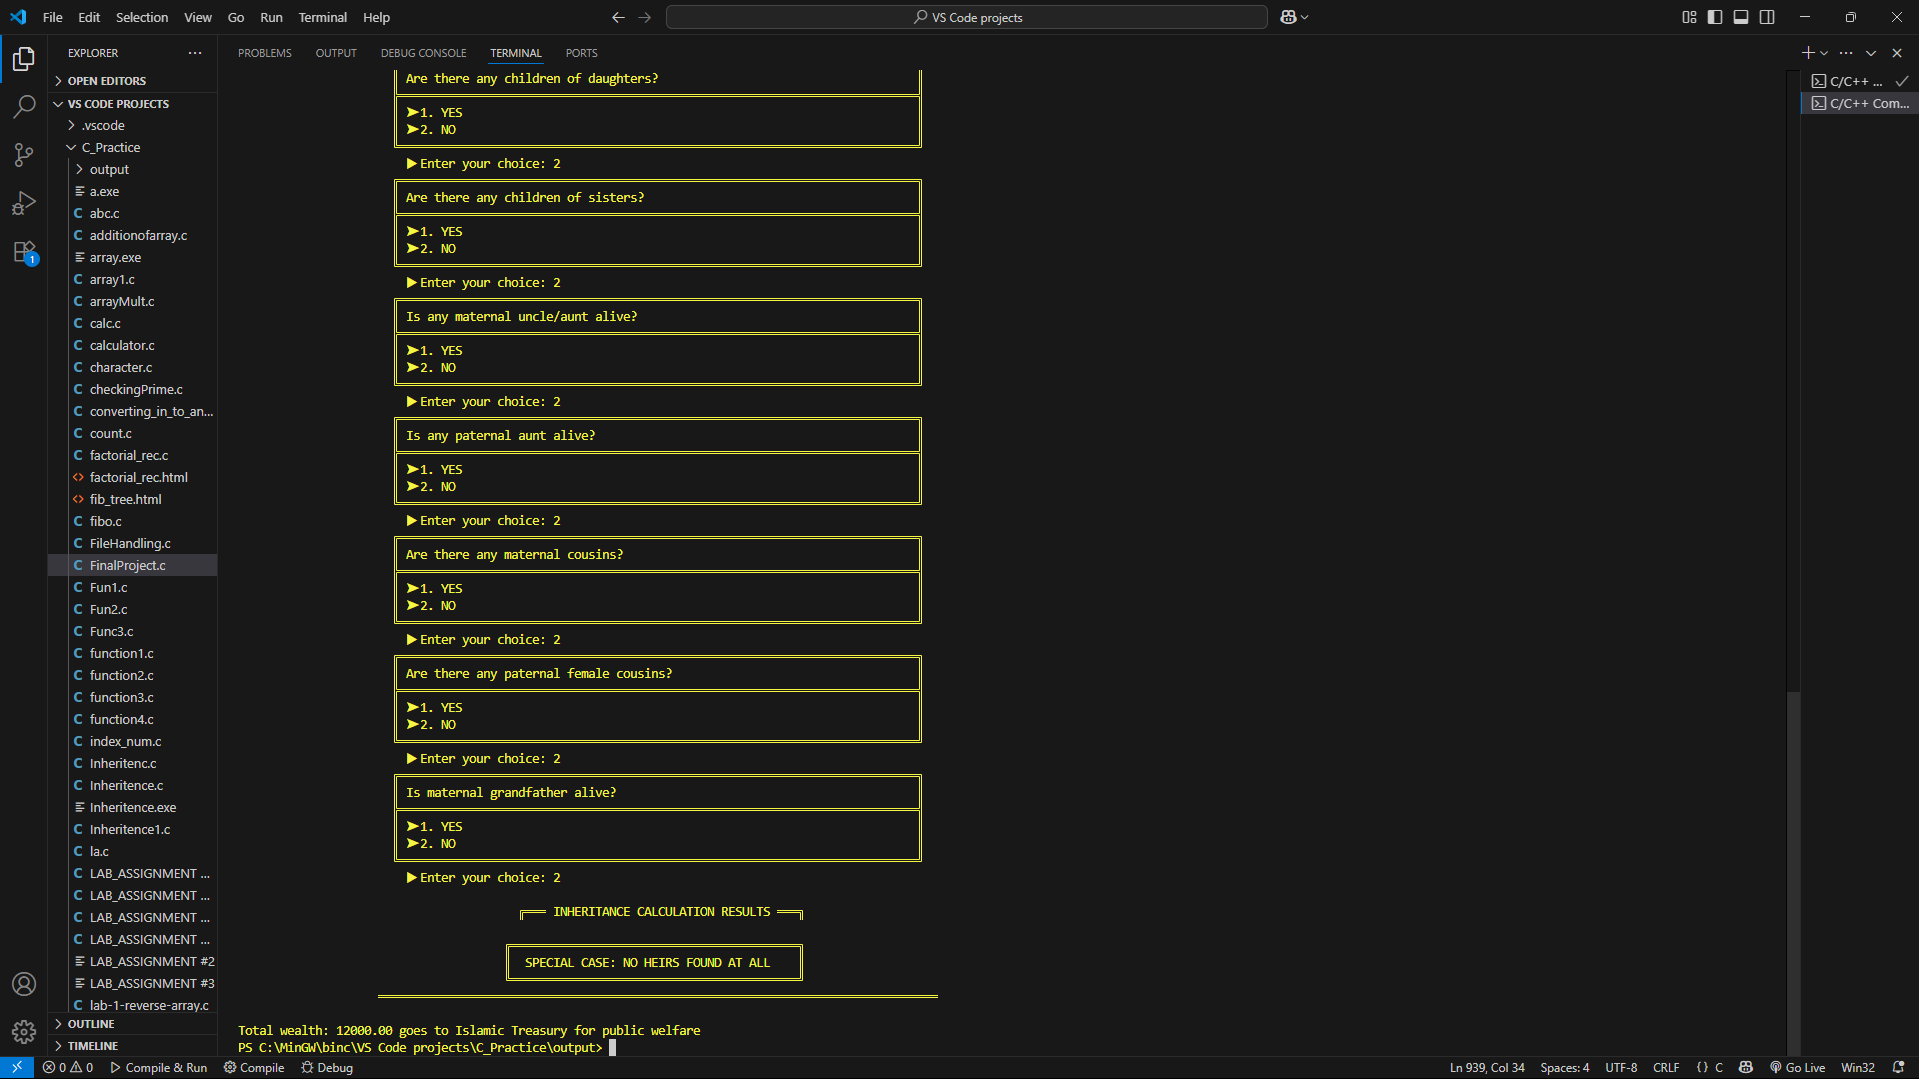 File Edit Selection View Go Run Terminal Help
VS Code projects
EXPLORER
OPEN EDITORS
VS CODE PROJECTS
.vscode
C_Practice
output
a.exe
abc.c
additionofarray.c
array.exe
array1.c
arrayMult.c
calc.c
calculator.c
character.c
checkingPrime.c
converting_in_to_an...
count.c
factorial_rec.c
factorial_rec.html
fib_tree.html
fibo.c
FileHandling.c
FinalProject.c
Fun1.c
Fun2.c
Func3.c
function1.c
function2.c
function3.c
function4.c
index_num.c
Inheritenc.c
Inheritence.c
Inheritence.exe
Inheritence1.c
la.c
LAB_ASSIGNMENT ...
LAB_ASSIGNMENT ...
LAB_ASSIGNMENT ...
LAB_ASSIGNMENT ...
LAB_ASSIGNMENT #2
LAB_ASSIGNMENT #3
lab-1-reverse-array.c
OUTLINE
TIMELINE
1
PROBLEMS OUTPUT DEBUG CONSOLE TERMINAL PORTS
C/C++ ...
C/C++ Com...
Are there any children of daughters?
➤1. YES
➤2. NO
▶Enter your choice: 2
Are there any children of sisters?
➤1. YES
➤2. NO
▶Enter your choice: 2
Is any maternal uncle/aunt alive?
➤1. YES
➤2. NO
▶Enter your choice: 2
Is any paternal aunt alive?
➤1. YES
➤2. NO
▶Enter your choice: 2
Are there any maternal cousins?
➤1. YES
➤2. NO
▶Enter your choice: 2
Are there any paternal female cousins?
➤1. YES
➤2. NO
▶Enter your choice: 2
Is maternal grandfather alive?
➤1. YES
➤2. NO
▶Enter your choice: 2
INHERITANCE CALCULATION RESULTS
SPECIAL CASE: NO HEIRS FOUND AT ALL
Total wealth: 12000.00 goes to Islamic Treasury for public welfare
PS C:\MinGW\binc\VS Code projects\C_Practice\output>
0 0 Compile & Run Compile Debug
Ln 939, Col 34 Spaces: 4 UTF-8 CRLF {} C Go Live Win32